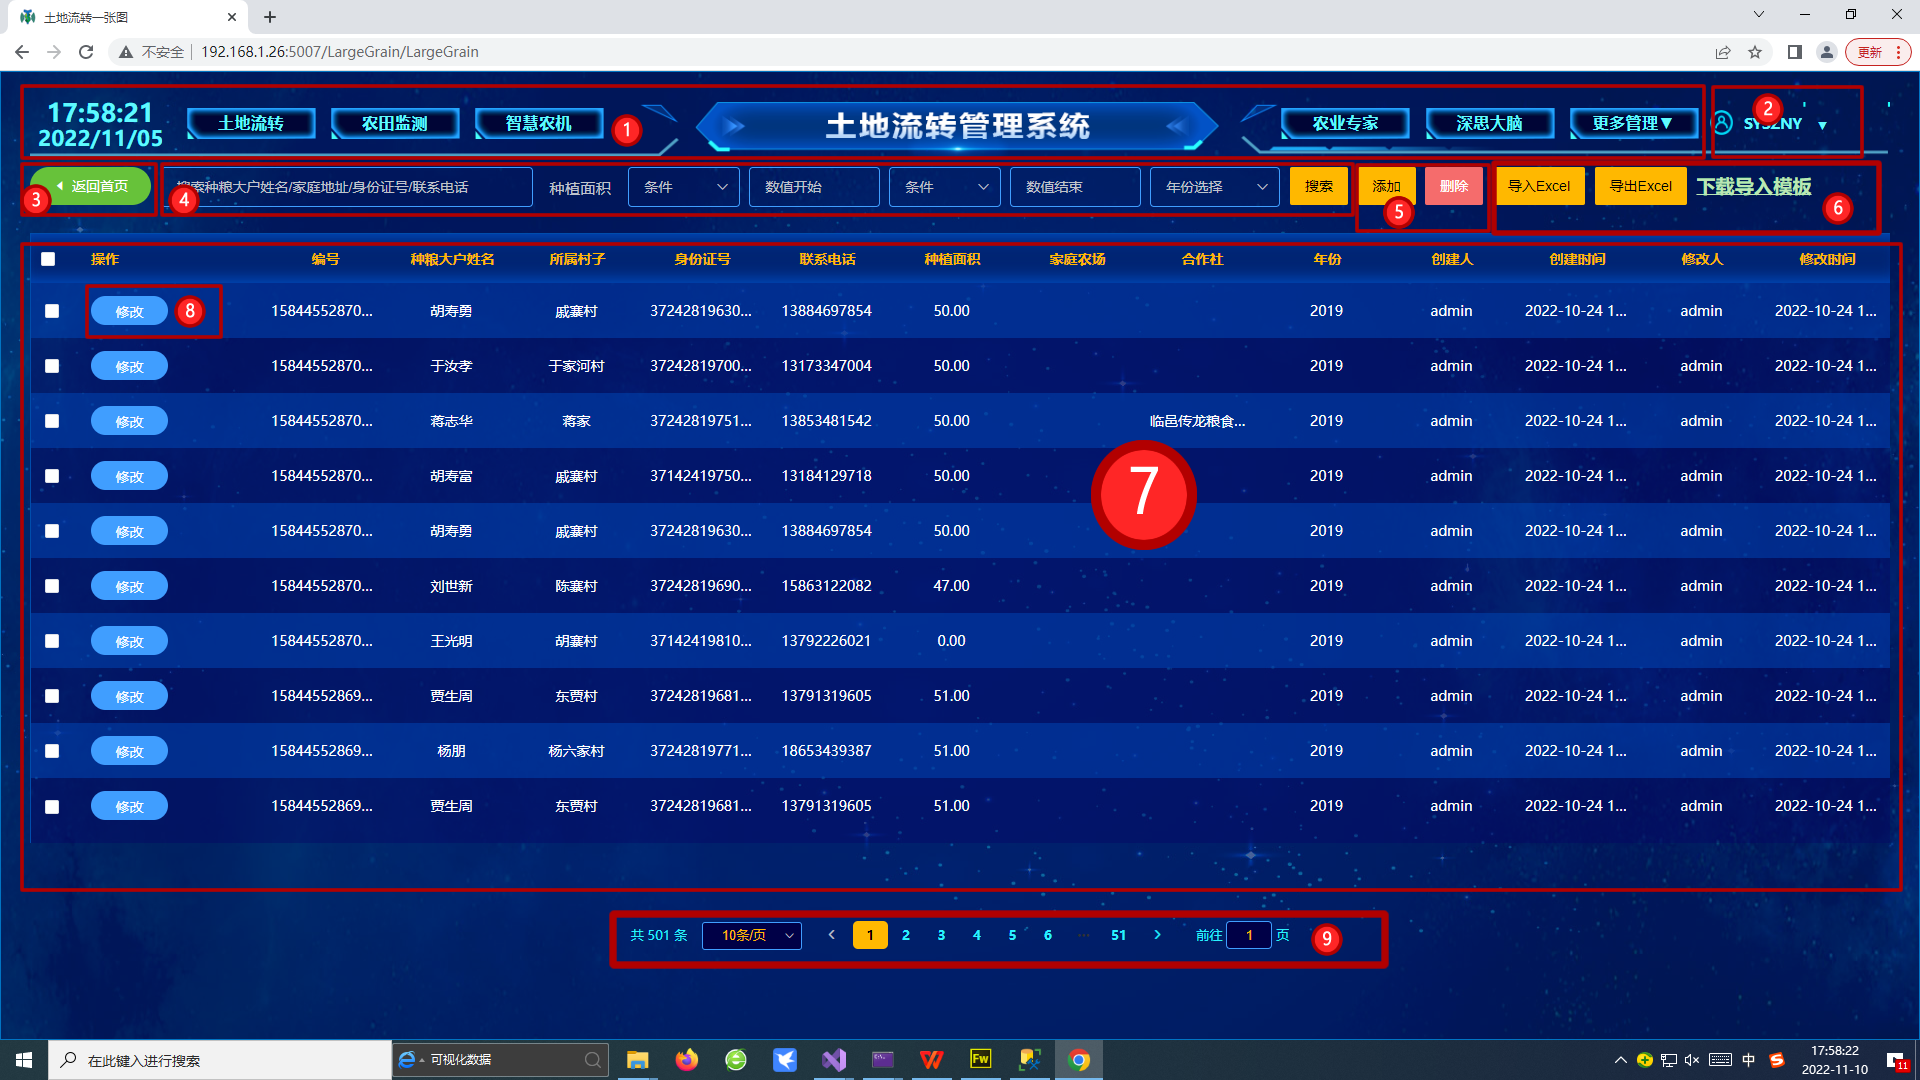 土地流转一张图
不安全 192.168.1.26:5007/LargeGrain/LargeGrain 更新
17:58:21
2022/11/05
土地流转 农田监测 智慧农机 1 土地流转管理系统 农业专家 深思大脑 更多管理▼ 2 SYSZNY ▼
返回首页 3 搜索种粮大户姓名/家庭地址/身份证号/联系电话 4 种植面积 条件 数值开始 条件 数值结束 年份选择 搜索 添加 删除 5 导入Excel 导出Excel 下载导入模板 6
操作 编号 种粮大户姓名 所属村子 身份证号 联系电话 种植面积 家庭农场 合作社 年份 创建人 创建时间 修改人 修改时间
修改 8 15844552870... 胡寿勇 戚寨村 37242819630... 13884697854 50.00 2019 admin 2022-10-24 1... admin 2022-10-24 1...
修改 15844552870... 于汝孝 于家河村 37242819700... 13173347004 50.00 2019 admin 2022-10-24 1... admin 2022-10-24 1...
修改 15844552870... 蒋志华 蒋家 37242819751... 13853481542 50.00 临邑传龙粮食... 2019 admin 2022-10-24 1... admin 2022-10-24 1...
修改 15844552870... 胡寿富 戚寨村 37142419750... 13184129718 50.00 7 2019 admin 2022-10-24 1... admin 2022-10-24 1...
修改 15844552870... 胡寿勇 戚寨村 37242819630... 13884697854 50.00 2019 admin 2022-10-24 1... admin 2022-10-24 1...
修改 15844552870... 刘世新 陈寨村 37242819690... 15863122082 47.00 2019 admin 2022-10-24 1... admin 2022-10-24 1...
修改 15844552870... 王光明 胡寨村 37142419810... 13792226021 0.00 2019 admin 2022-10-24 1... admin 2022-10-24 1...
修改 15844552869... 贾生周 东贾村 37242819681... 13791319605 51.00 2019 admin 2022-10-24 1... admin 2022-10-24 1...
修改 15844552869... 杨朋 杨六家村 37242819771... 18653439387 51.00 2019 admin 2022-10-24 1... admin 2022-10-24 1...
修改 15844552869... 贾生周 东贾村 37242819681... 13791319605 51.00 2019 admin 2022-10-24 1... admin 2022-10-24 1...
共 501 条 10条/页 1 2 3 4 5 6 ... 51 前往 1 页 9
在此键入进行搜索 可视化数据 Fw 中 17:58:22
2022-11-10 11